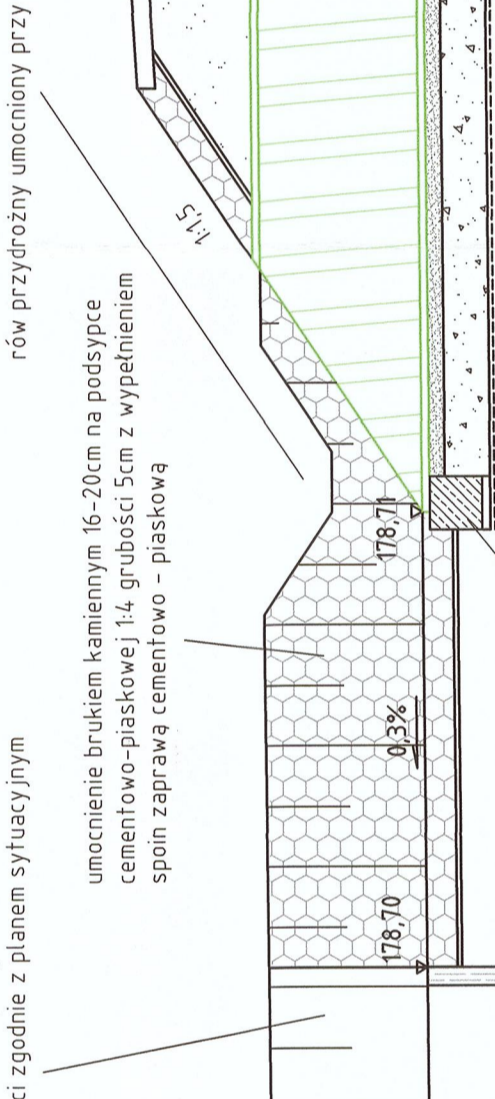 rów przydrożny umocniony przy
1:1,5
umocnienie brukiem kamiennym 16-20cm na podsypce
cementowo-piaskowej 1:4 grubości 5cm z wypełnieniem
spoin zaprawą cementowo - piaskową
178,71
0,3%
178,70
ci zgodnie z planem sytuacyjnym